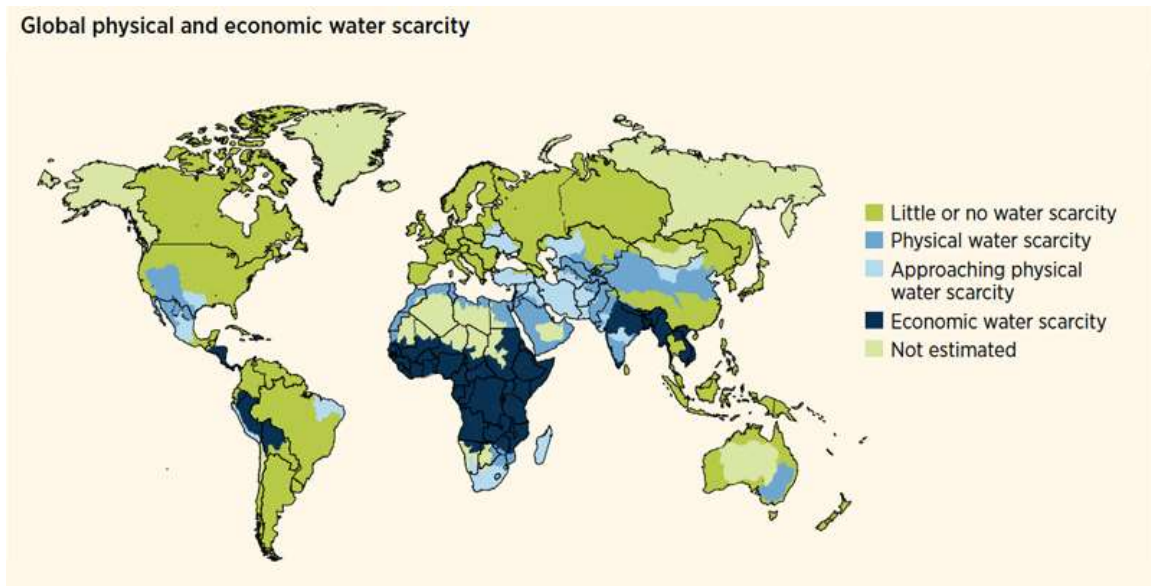 Global physical and economic water scarcity
Little or no water scarcity
Physical water scarcity
Approaching physical
water scarcity
Economic water scarcity
Not estimated